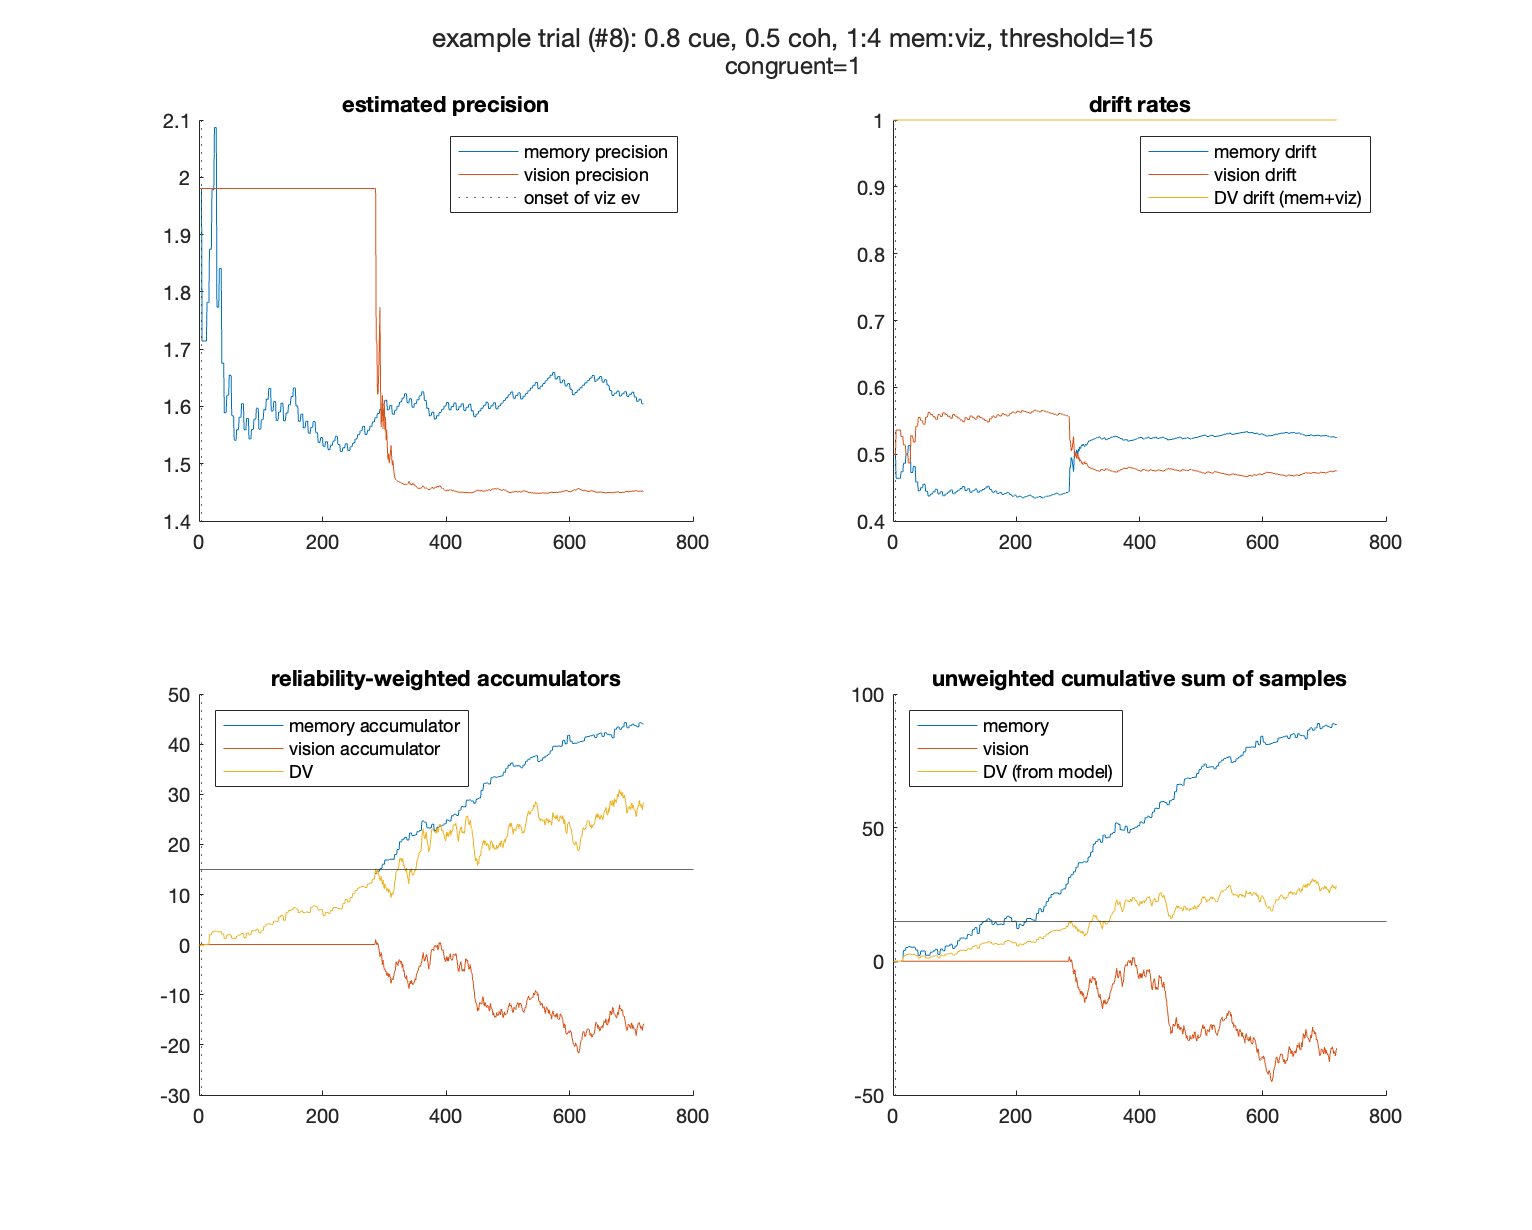 example trial (#8): 0.8 cue, 0.5 coh, 1:4 mem:viz, threshold=15
congruent=1
estimated precision
2.1
2
1.9
1.8
1.7
1.6
1.5
1.4
0
200
400
600
800
memory precision
vision precision
onset of viz ev
drift rates
1
0.9
0.8
0.7
0.6
0.5
0.4
0
200
400
600
800
memory drift
vision drift
DV drift (mem+viz)
reliability-weighted accumulators
50
40
30
20
10
0
-10
-20
-30
0
200
400
600
800
memory accumulator
vision accumulator
DV
unweighted cumulative sum of samples
100
50
0
-50
0
200
400
600
800
memory
vision
DV (from model)